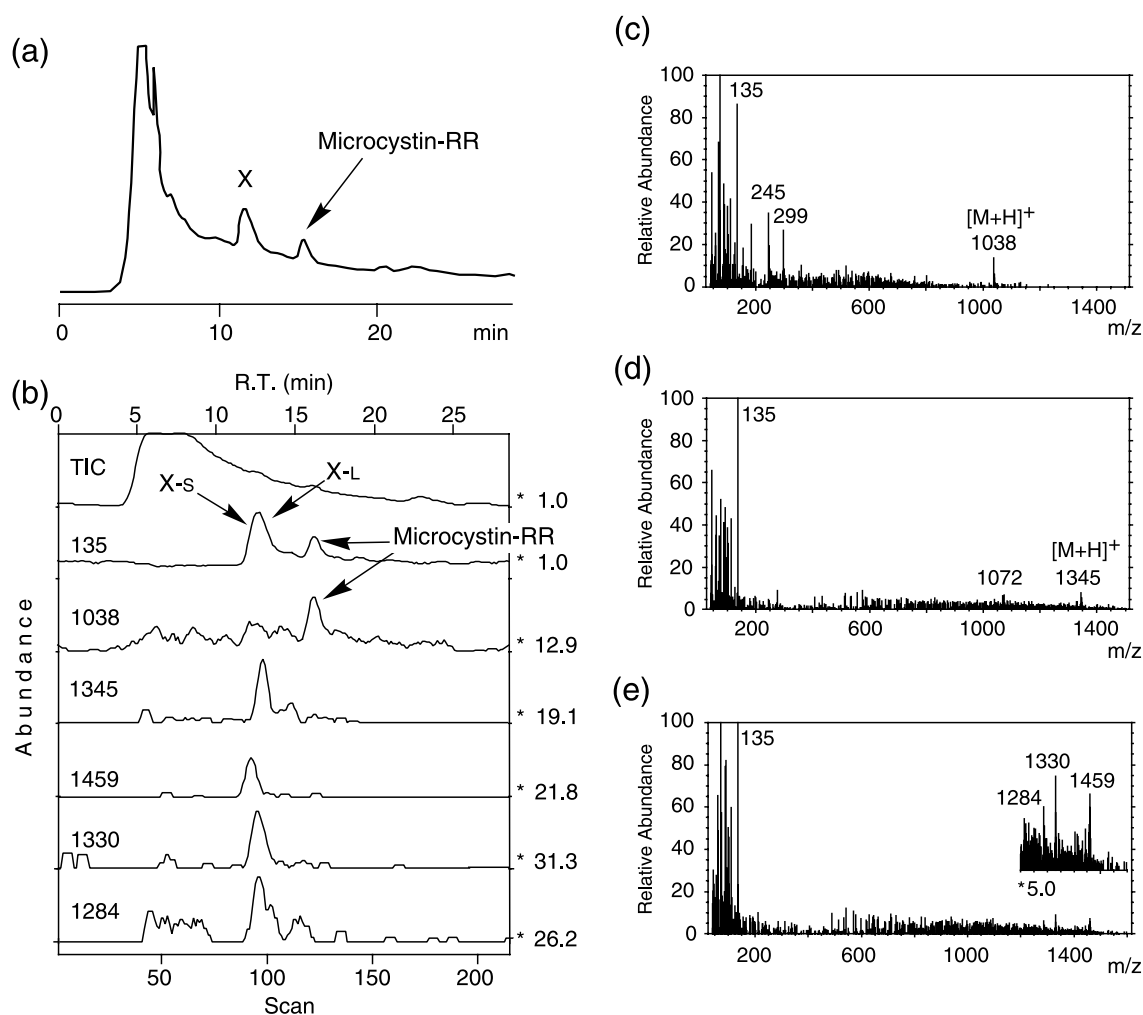 (a)
X
Microcystin-RR
0 10 20 min
(b)
R.T. (min)
0 5 10 15 20 25
TIC
X-S
X-L
* 1.0
Microcystin-RR
135
* 1.0
1038
* 12.9
1345
* 19.1
1459
* 21.8
1330
* 31.3
1284
* 26.2
Abundance
50 100 150 200
Scan
(c)
Relative Abundance
100
80
60
40
20
0
135
245
299
[M+H]+
1038
200 600 1000 1400
m/z
(d)
Relative Abundance
100
80
60
40
20
0
135
1072
[M+H]+
1345
200 600 1000 1400
m/z
(e)
Relative Abundance
100
80
60
40
20
0
135
1330
1284
1459
*5.0
200 600 1000 1400
m/z